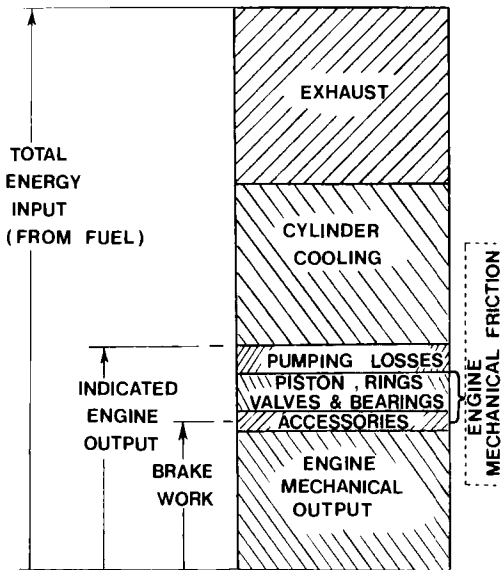 EXHAUST
TOTAL
ENERGY
INPUT
(FROM FUEL)
CYLINDER
COOLING
PUMPING LOSSES
PISTON, RINGS
VALVES & BEARINGS
ACCESSORIES
ENGINE
MECHANICAL FRICTION
INDICATED
ENGINE
OUTPUT
BRAKE
WORK
ENGINE
MECHANICAL
OUTPUT